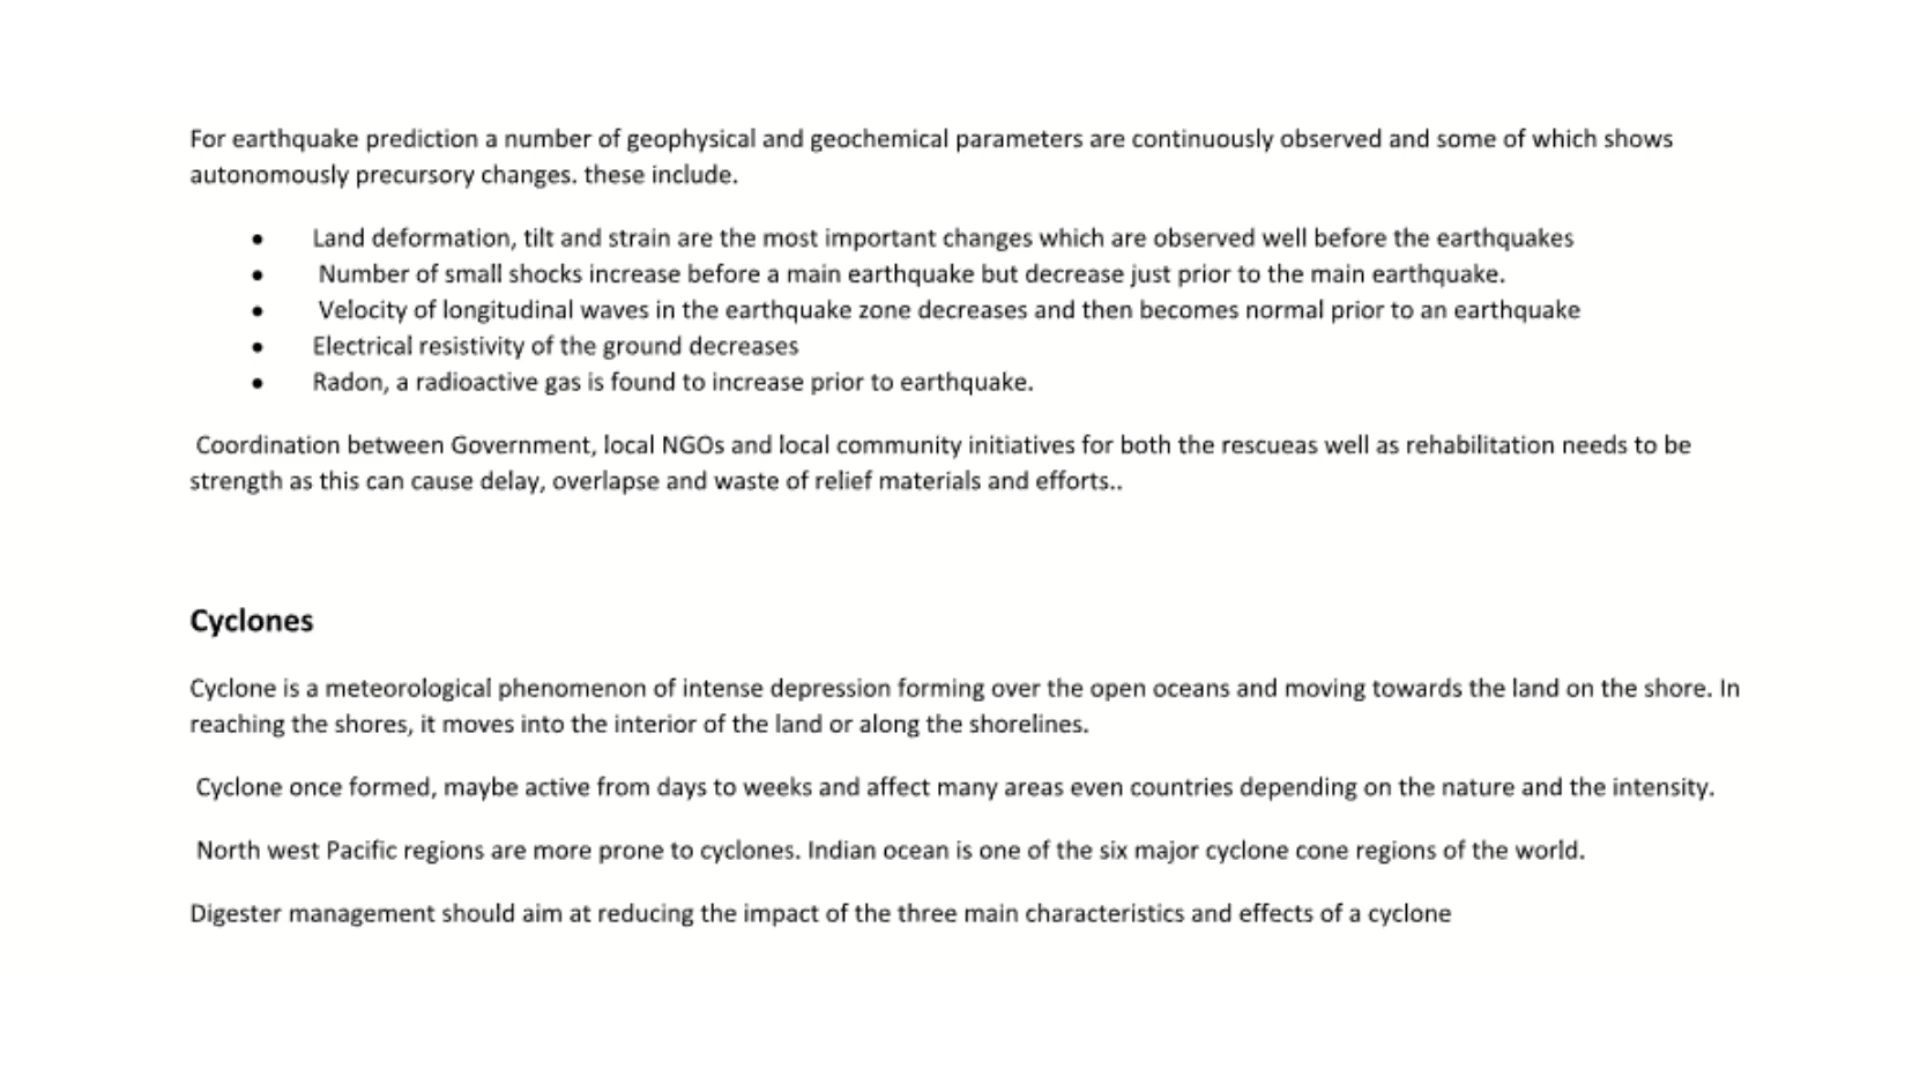 For earthquake prediction a number of geophysical and geochemical parameters are continuously observed and some of which shows
autonomously precursory changes. these include.
• Land deformation, tilt and strain are the most important changes which are observed well before the earthquakes
• Number of small shocks increase before a main earthquake but decrease just prior to the main earthquake.
• Velocity of longitudinal waves in the earthquake zone decreases and then becomes normal prior to an earthquake
• Electrical resistivity of the ground decreases
• Radon, a radioactive gas is found to increase prior to earthquake.
Coordination between Government, local NGOs and local community initiatives for both the rescueas well as rehabilitation needs to be
strength as this can cause delay, overlapse and waste of relief materials and efforts..
Cyclones
Cyclone is a meteorological phenomenon of intense depression forming over the open oceans and moving towards the land on the shore. In
reaching the shores, it moves into the interior of the land or along the shorelines.
Cyclone once formed, maybe active from days to weeks and affect many areas even countries depending on the nature and the intensity.
North west Pacific regions are more prone to cyclones. Indian ocean is one of the six major cyclone cone regions of the world.
Digester management should aim at reducing the impact of the three main characteristics and effects of a cyclone